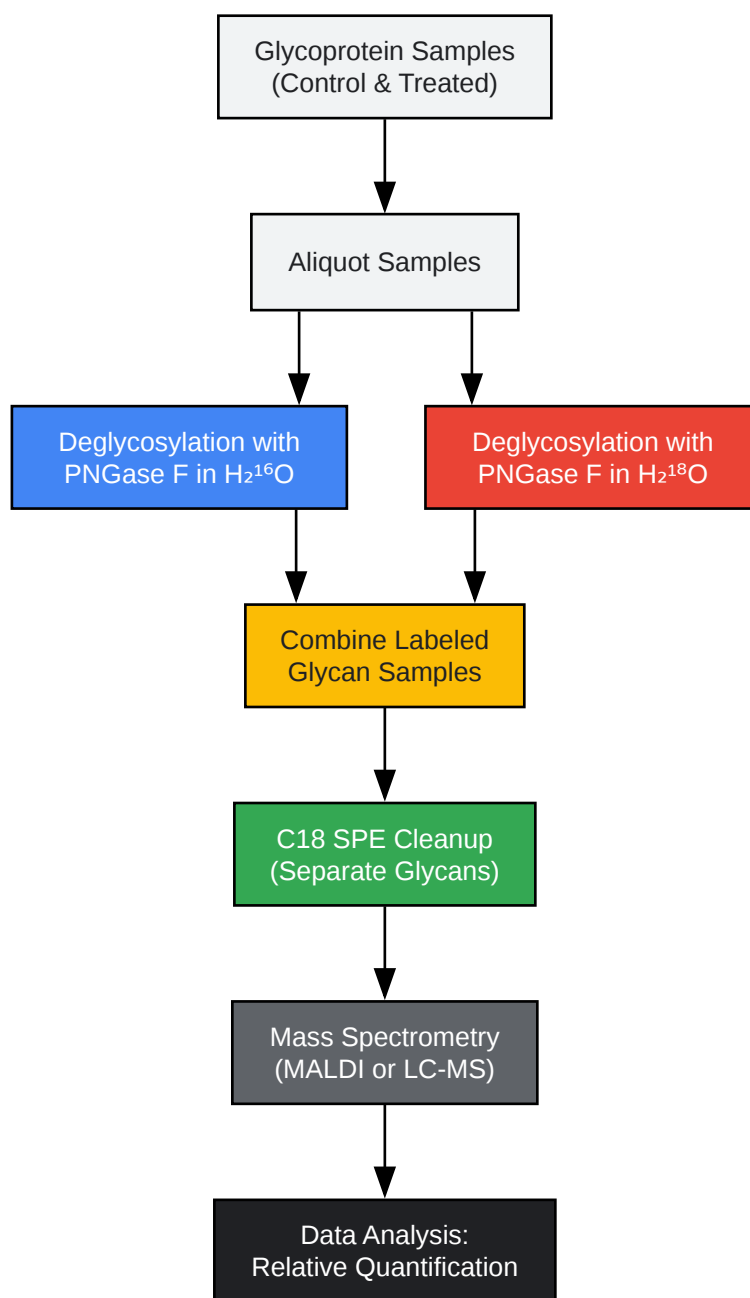 Glycoprotein Samples
(Control & Treated)
Aliquot Samples
Deglycosylation with
PNGase F in H₂¹⁶O
Deglycosylation with
PNGase F in H₂¹⁸O
Combine Labeled
Glycan Samples
C18 SPE Cleanup
(Separate Glycans)
Mass Spectrometry
(MALDI or LC-MS)
Data Analysis:
Relative Quantification